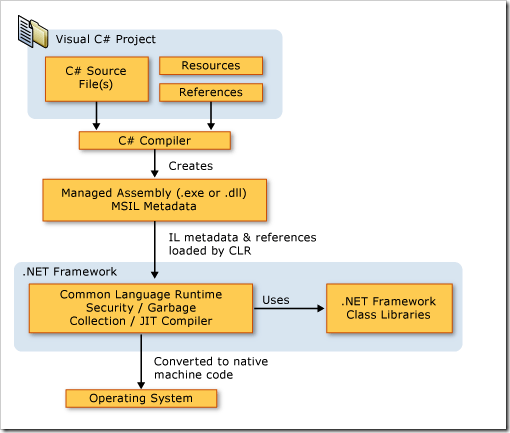 Visual C# Project
C# Source
File(s)
Resources
References
C# Compiler
Creates
Managed Assembly (.exe or .dll)
MSIL Metadata
IL metadata & references
loaded by CLR
.NET Framework
Common Language Runtime
Security / Garbage
Collection / JIT Compiler
Uses
.NET Framework
Class Libraries
Converted to native
machine code
Operating System